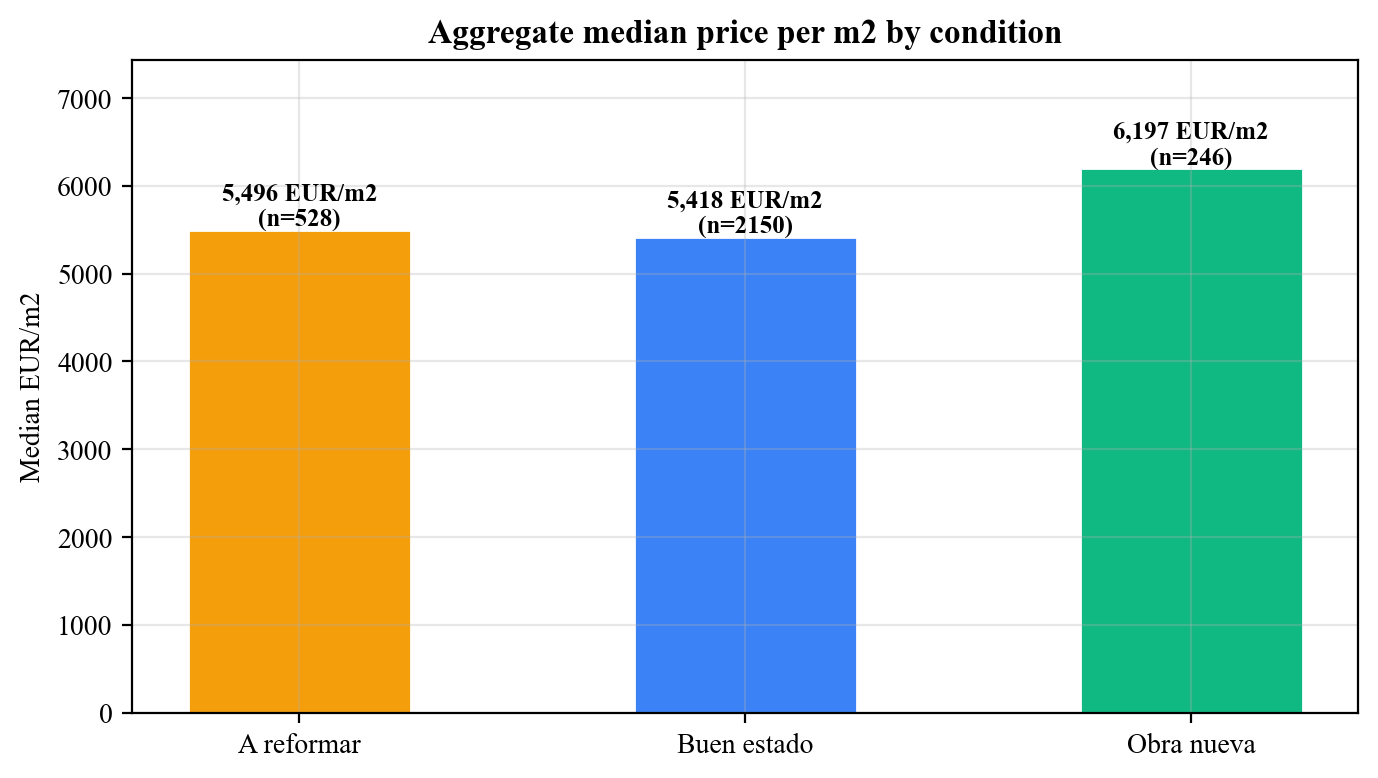 Aggregate median price per m2 by condition
Median EUR/m2
7000
6000
5000
4000
3000
2000
1000
0
5,496 EUR/m2
(n=528)
5,418 EUR/m2
(n=2150)
6,197 EUR/m2
(n=246)
A reformar
Buen estado
Obra nueva